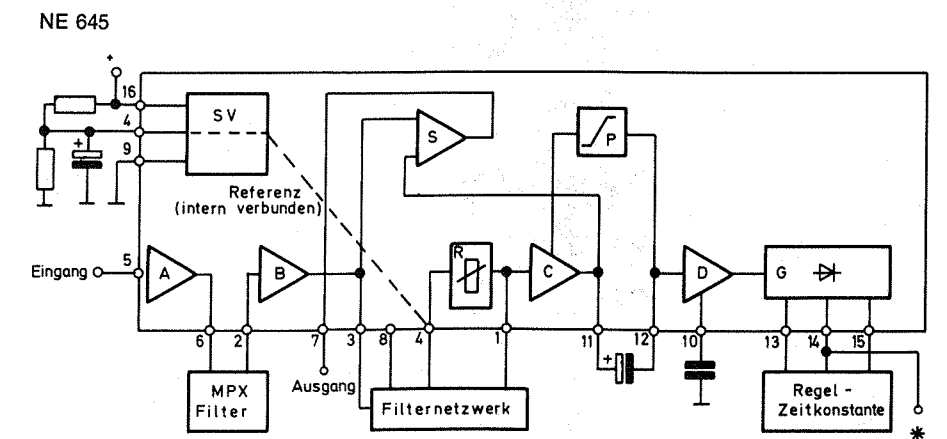 NE 645
+
16
4
+
9
SV
Referenz
(intern verbunden)
S
P
Eingang
5
A
B
R
C
D
G
6
2
7
3
8
4
1
11
12
10
13
14
15
+
MPX
Filter
Ausgang
Filternetzwerk
Regel -
Zeitkonstante
*